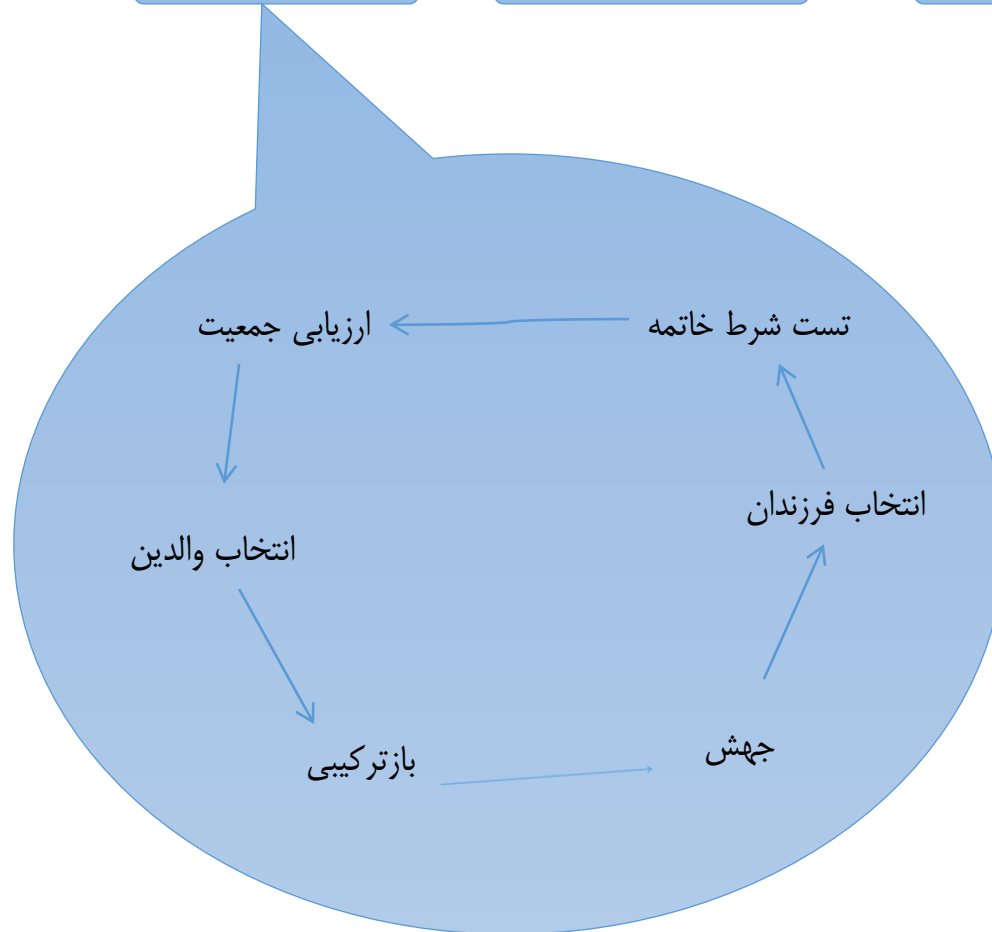 تست شرط خاتمه
ارزیابی جمعیت
انتخاب فرزندان
انتخاب والدین
جهش
بازترکیبی